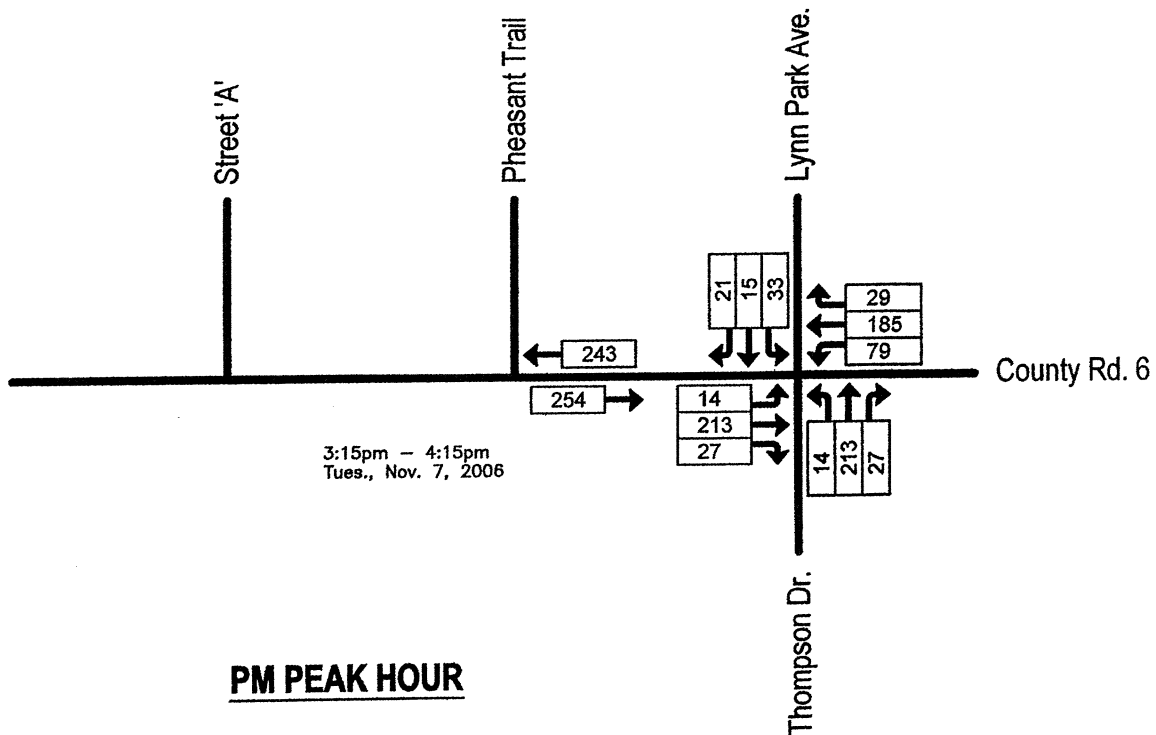 Street 'A'
Pheasant Trail
Lynn Park Ave.
21
15
33
29
185
79
243
254
14
213
27
County Rd. 6
14
213
27
3:15pm – 4:15pm
Tues., Nov. 7, 2006
Thompson Dr.
PM PEAK HOUR